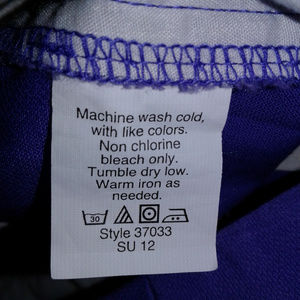 Machine wash cold,
with like colors.
Non chlorine
bleach only.
Tumble dry low.
Warm iron as
needed.
30
Style 37033
SU 12